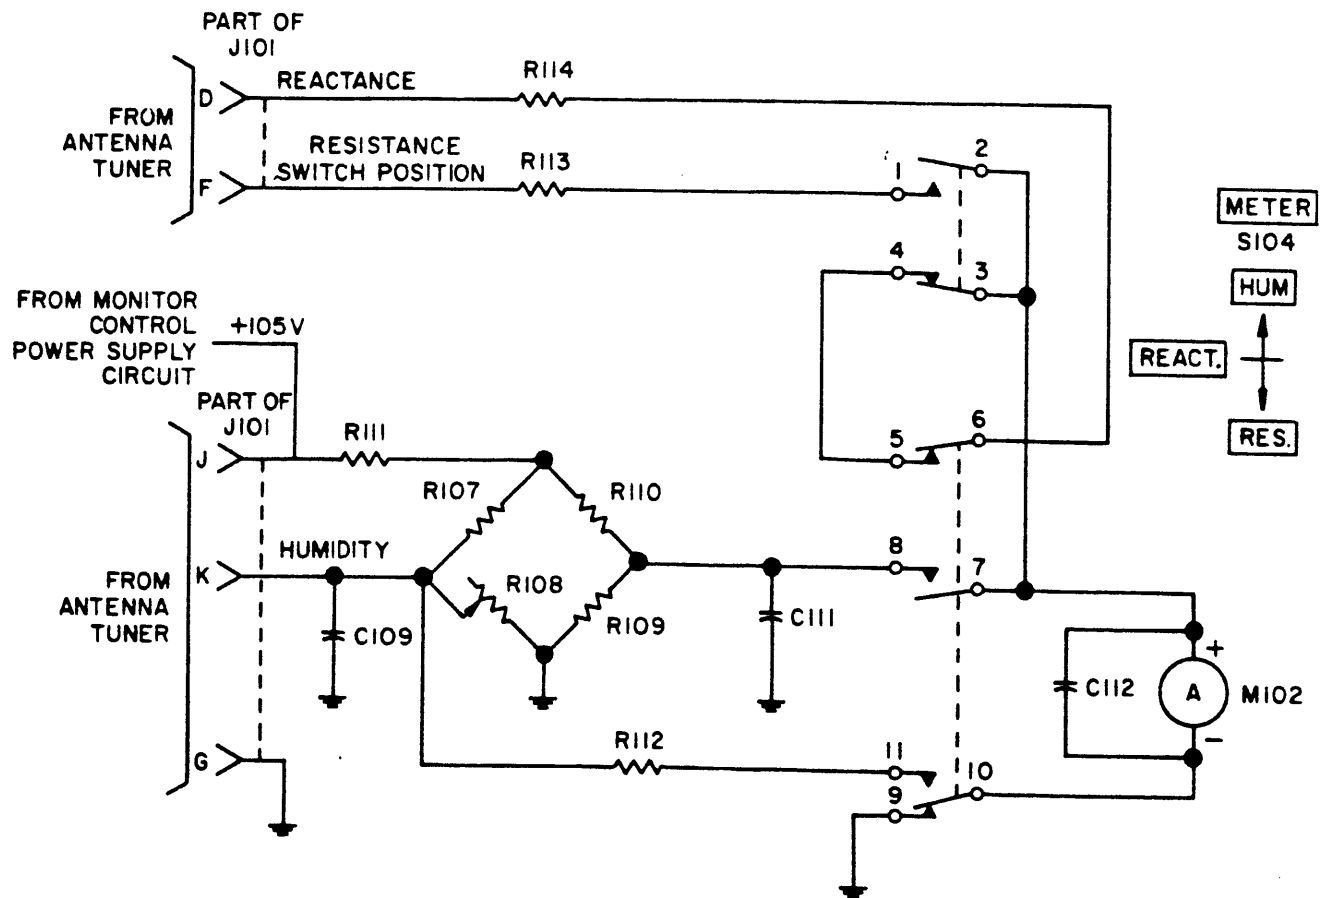 PART OF
J101
D
REACTANCE
R114
FROM
ANTENNA
TUNER
RESISTANCE
SWITCH POSITION
F
R113
1
2
4
3
METER
S104
HUM
REACT.
RES.
FROM MONITOR
CONTROL
POWER SUPPLY
CIRCUIT
+105V
PART OF
J101
J
R111
R107
R110
5
6
HUMIDITY
K
FROM
ANTENNA
TUNER
R108
R109
C109
C111
8
7
C112
+
A
M102
-
G
R112
11
10
9